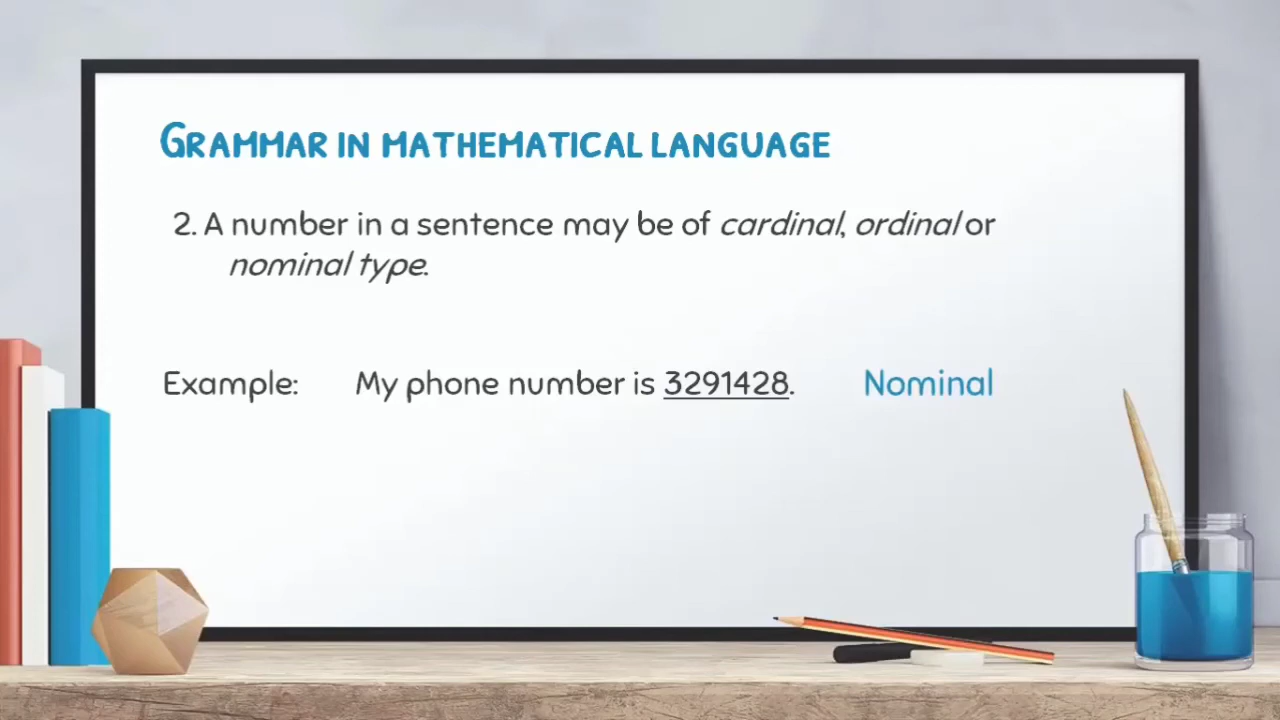 GRAMMAR IN MATHEMATICAL LANGUAGE
2. A number in a sentence may be of cardinal, ordinal or
nominal type.
Example: My phone number is 3291428. Nominal